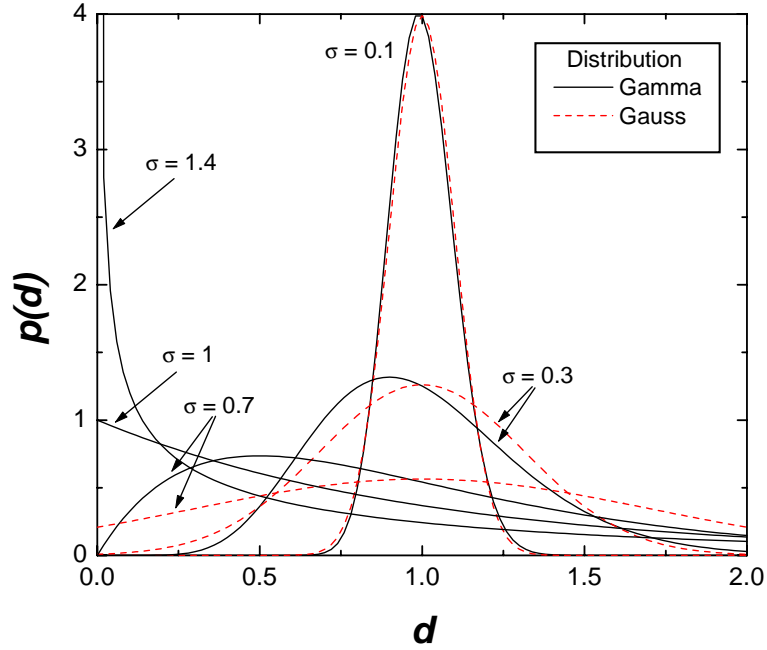 4
3
2
1
0
0.0
0.5
1.0
1.5
2.0
p(d)
d
σ = 0.1
σ = 1.4
σ = 1
σ = 0.7
σ = 0.3
Distribution
Gamma
Gauss